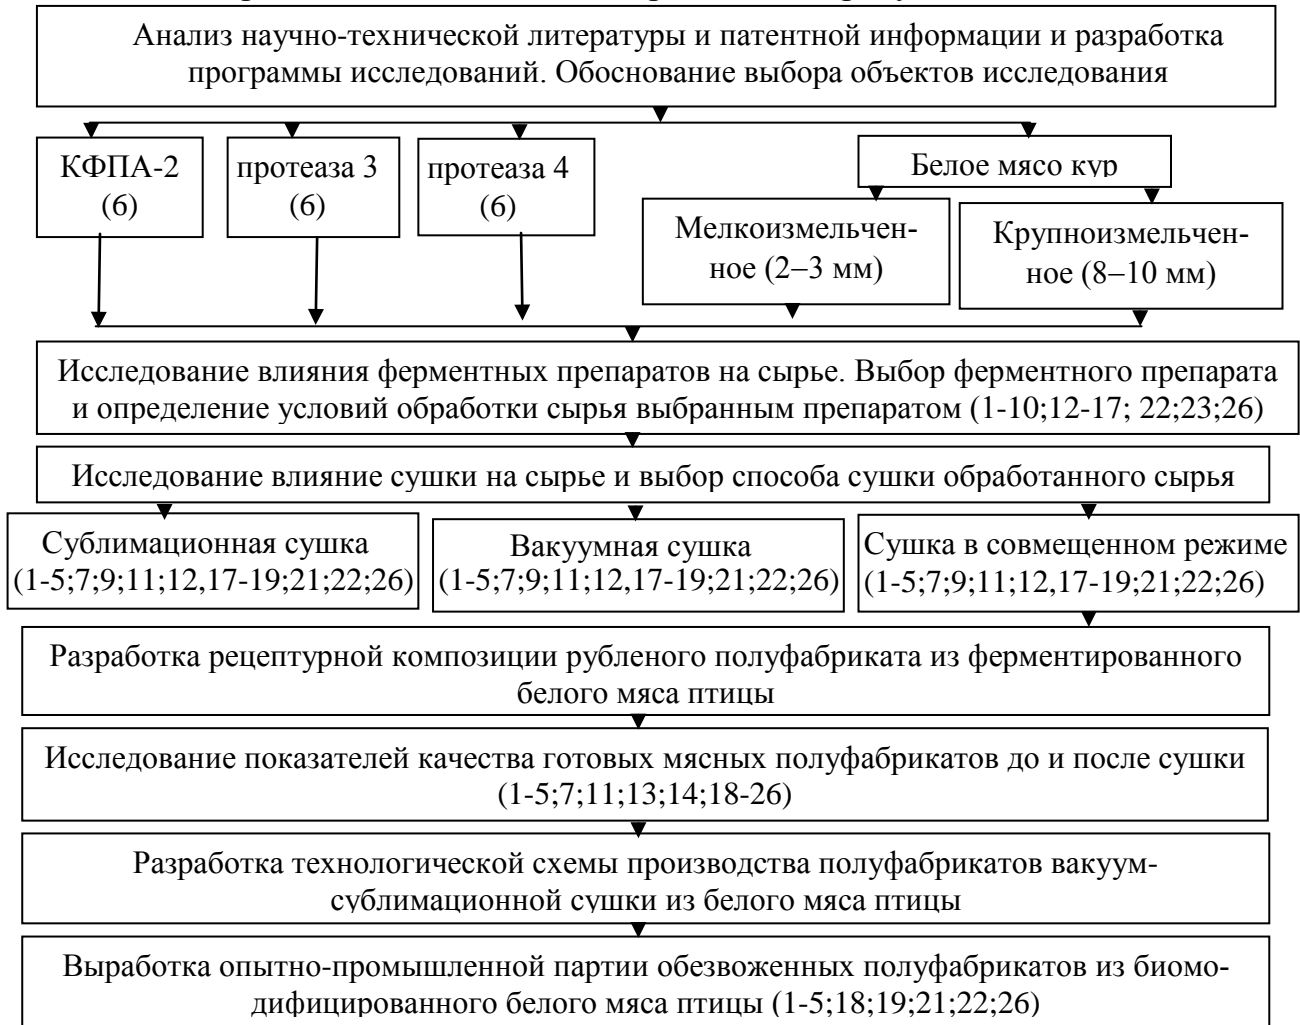 Анализ научно-технической литературы и патентной информации и разработка
программы исследований. Обоснование выбора объектов исследования
КФПА-2
(6)
протеаза 3
(6)
протеаза 4
(6)
Белое мясо кур
Мелкоизмельчен-
ное (2–3 мм)
Крупноизмельчен-
ное (8–10 мм)
Исследование влияния ферментных препаратов на сырье. Выбор ферментного препарата
и определение условий обработки сырья выбранным препаратом (1-10;12-17; 22;23;26)
Исследование влияние сушки на сырье и выбор способа сушки обработанного сырья
Сублимационная сушка
(1-5;7;9;11;12,17-19;21;22;26)
Вакуумная сушка
(1-5;7;9;11;12,17-19;21;22;26)
Сушка в совмещенном режиме
(1-5;7;9;11;12,17-19;21;22;26)
Разработка рецептурной композиции рубленого полуфабриката из ферментированного
белого мяса птицы
Исследование показателей качества готовых мясных полуфабрикатов до и после сушки
(1-5;7;11;13;14;18-26)
Разработка технологической схемы производства полуфабрикатов вакуум-
сублимационной сушки из белого мяса птицы
Выработка опытно-промышленной партии обезвоженных полуфабрикатов из биомо-
дифицированного белого мяса птицы (1-5;18;19;21;22;26)